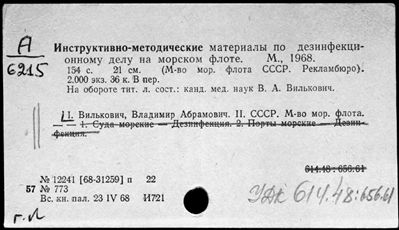 А
6215
Инструктивно-методические материалы по дезинфекци-
онному делу на морском флоте. М., 1968.
154 с. 21 см. (М-во мор. флота СССР. Рекламбюро).
2.000 экз. 36 к. В пер.
На обороте тит. л. сост.: канд. мед. наук В. А. Вилькович.
I. Вилькович, Владимир Абрамович. II. СССР. М-во мор. флота.
— 1. Суда морские — Дезинфекция. 2. Порты морские — Дезин-
фекция.
614.48 : 656.61
№ 12241 [68-31259] п 22
57 № 773
Вс. кн. пал. 23 IV 68 И721
УДК 614.48:656.61
г. Л